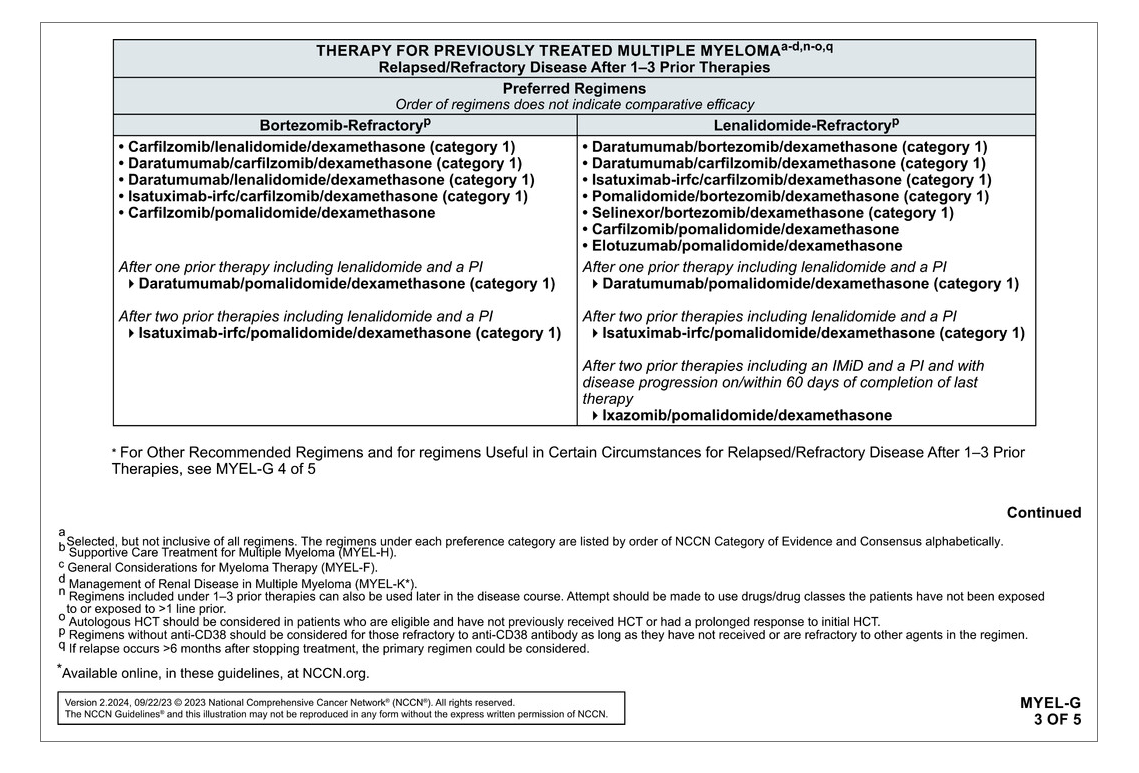 THERAPY FOR PREVIOUSLY TREATED MULTIPLE MYELOMAa-d,n-o,q
Relapsed/Refractory Disease After 1–3 Prior Therapies
Preferred Regimens
Order of regimens does not indicate comparative efficacy
Bortezomib-Refractoryp
• Carfilzomib/lenalidomide/dexamethasone (category 1)
• Daratumumab/carfilzomib/dexamethasone (category 1)
• Daratumumab/lenalidomide/dexamethasone (category 1)
• Isatuximab-irfc/carfilzomib/dexamethasone (category 1)
• Carfilzomib/pomalidomide/dexamethasone
After one prior therapy including lenalidomide and a PI
‣ Daratumumab/pomalidomide/dexamethasone (category 1)
After two prior therapies including lenalidomide and a PI
‣ Isatuximab-irfc/pomalidomide/dexamethasone (category 1)
Lenalidomide-Refractoryp
• Daratumumab/bortezomib/dexamethasone (category 1)
• Daratumumab/carfilzomib/dexamethasone (category 1)
• Isatuximab-irfc/carfilzomib/dexamethasone (category 1)
• Pomalidomide/bortezomib/dexamethasone (category 1)
• Selinexor/bortezomib/dexamethasone (category 1)
• Carfilzomib/pomalidomide/dexamethasone
• Elotuzumab/pomalidomide/dexamethasone
After one prior therapy including lenalidomide and a PI
‣ Daratumumab/pomalidomide/dexamethasone (category 1)
After two prior therapies including lenalidomide and a PI
‣ Isatuximab-irfc/pomalidomide/dexamethasone (category 1)
After two prior therapies including an IMiD and a PI and with
disease progression on/within 60 days of completion of last
therapy
‣ Ixazomib/pomalidomide/dexamethasone
* For Other Recommended Regimens and for regimens Useful in Certain Circumstances for Relapsed/Refractory Disease After 1–3 Prior
Therapies, see MYEL-G 4 of 5
Continued
a Selected, but not inclusive of all regimens. The regimens under each preference category are listed by order of NCCN Category of Evidence and Consensus alphabetically.
b Supportive Care Treatment for Multiple Myeloma (MYEL-H).
c General Considerations for Myeloma Therapy (MYEL-F).
d Management of Renal Disease in Multiple Myeloma (MYEL-K*).
n Regimens included under 1–3 prior therapies can also be used later in the disease course. Attempt should be made to use drugs/drug classes the patients have not been exposed
to or exposed to >1 line prior.
o Autologous HCT should be considered in patients who are eligible and have not previously received HCT or had a prolonged response to initial HCT.
p Regimens without anti-CD38 should be considered for those refractory to anti-CD38 antibody as long as they have not received or are refractory to other agents in the regimen.
q If relapse occurs >6 months after stopping treatment, the primary regimen could be considered.
*Available online, in these guidelines, at NCCN.org.
Version 2.2024, 09/22/23 © 2023 National Comprehensive Cancer Network® (NCCN®). All rights reserved.
The NCCN Guidelines® and this illustration may not be reproduced in any form without the express written permission of NCCN.
MYEL-G
3 OF 5